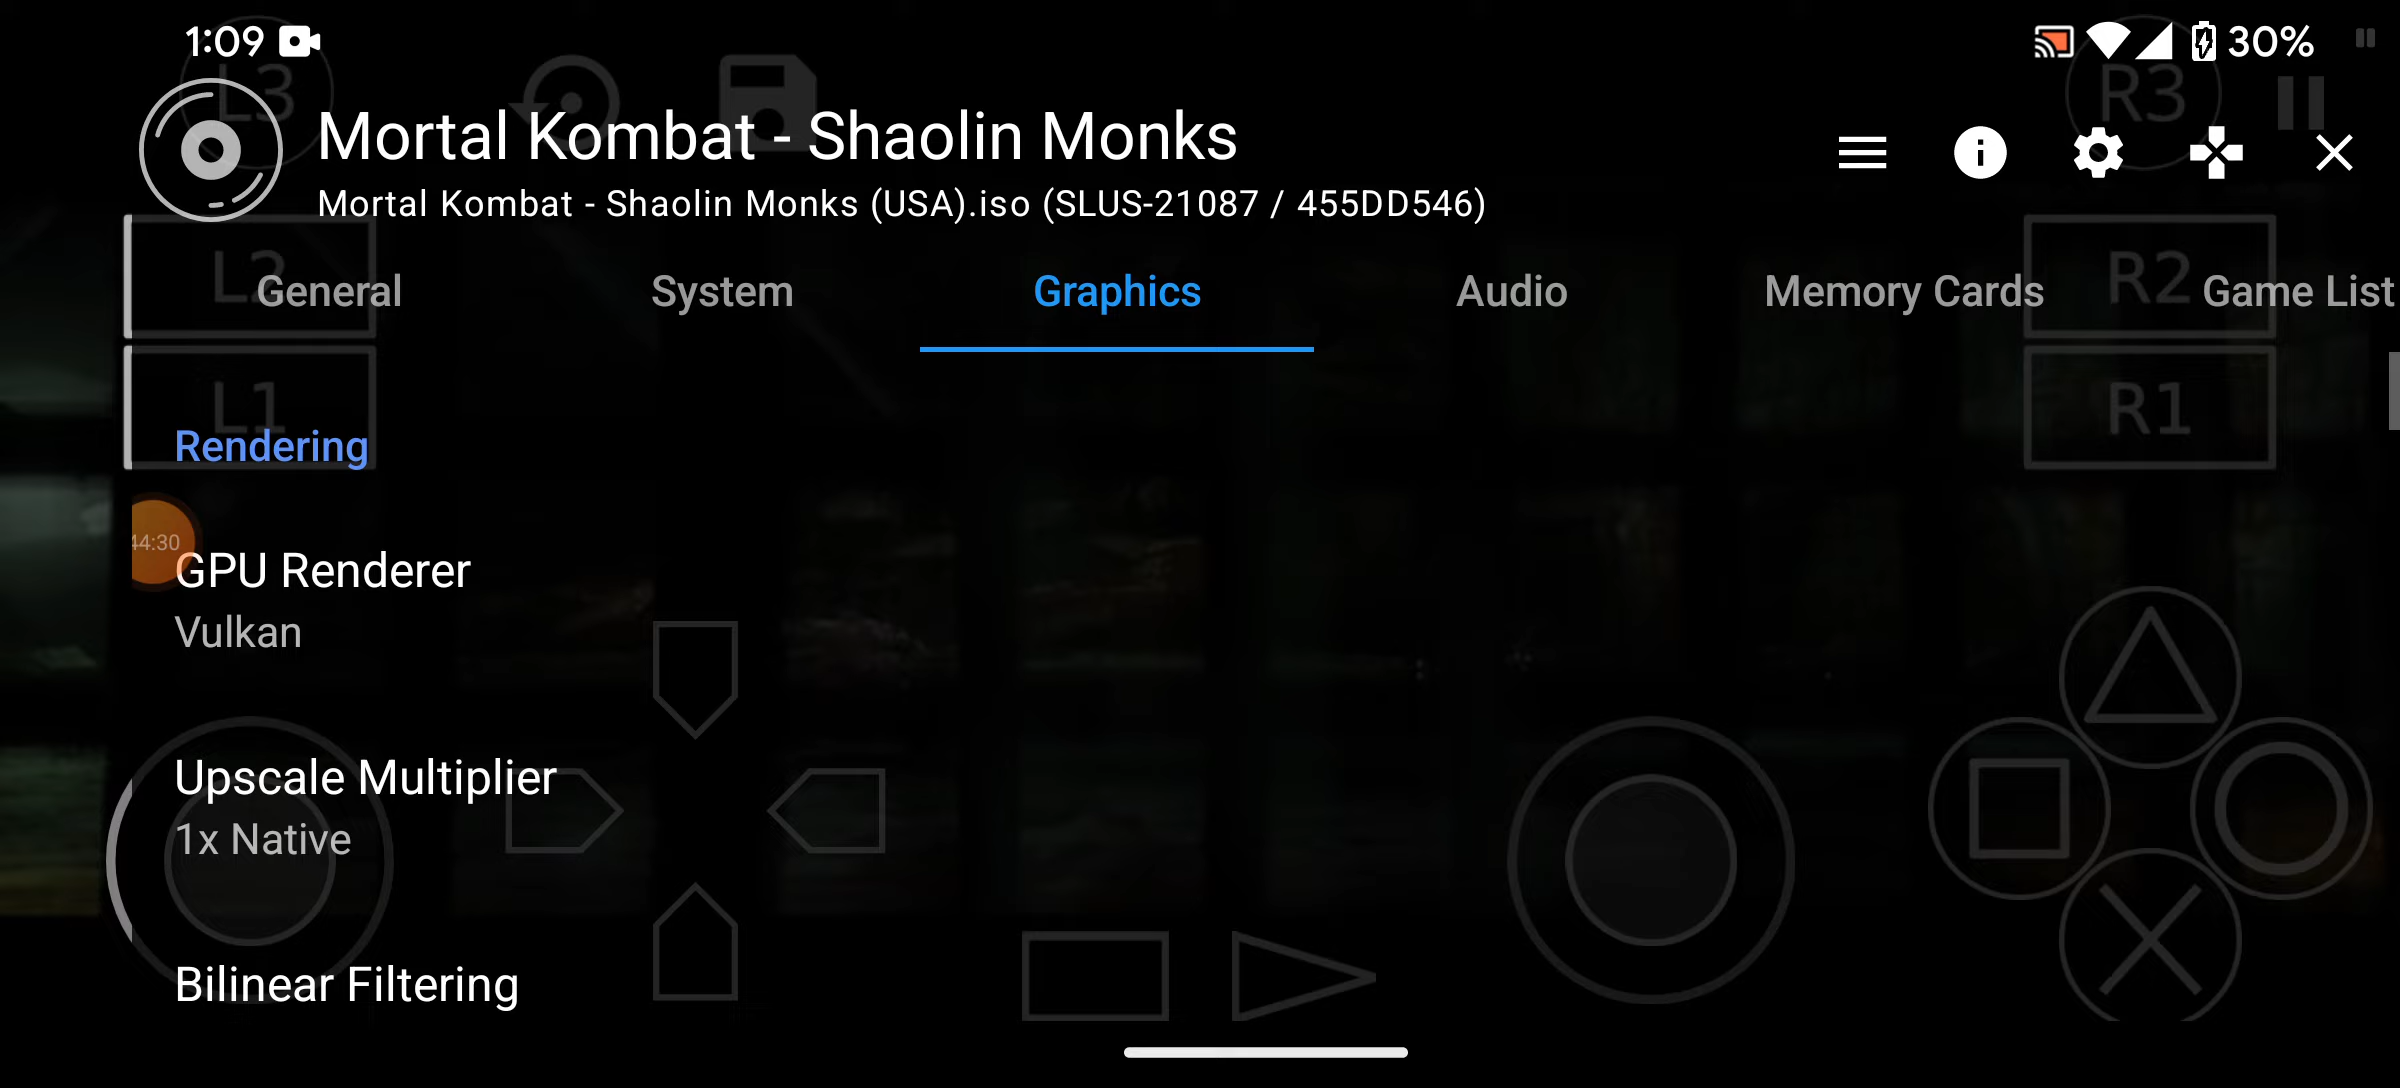 1:09
30%
L3
R3
Mortal Kombat - Shaolin Monks
Mortal Kombat - Shaolin Monks (USA).iso (SLUS-21087 / 455DD546)
L2
R2
General
System
Graphics
Audio
Memory Cards
Game List
L1
R1
Rendering
44:30
GPU Renderer
Vulkan
Upscale Multiplier
1x Native
Bilinear Filtering